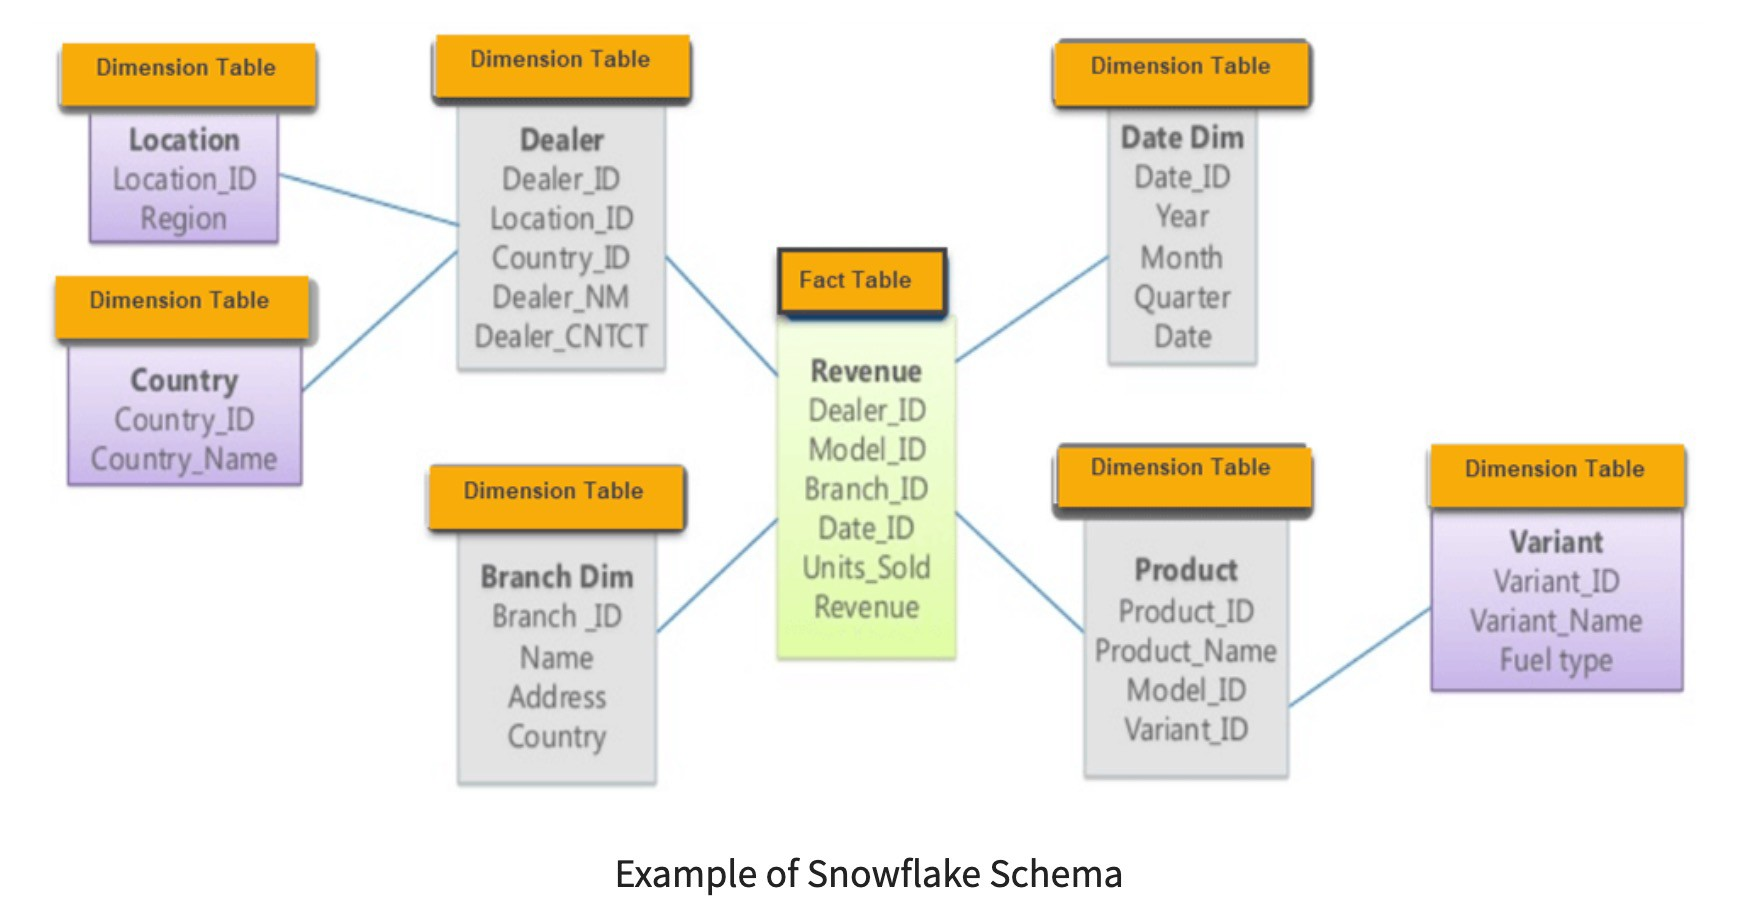 Dimension Table
Location
Location_ID
Region
Dimension Table
Country
Country_ID
Country_Name
Dimension Table
Dealer
Dealer_ID
Location_ID
Country_ID
Dealer_NM
Dealer_CNTCT
Dimension Table
Branch Dim
Branch _ID
Name
Address
Country
Fact Table
Revenue
Dealer_ID
Model_ID
Branch_ID
Date_ID
Units_Sold
Revenue
Dimension Table
Date Dim
Date_ID
Year
Month
Quarter
Date
Dimension Table
Product
Product_ID
Product_Name
Model_ID
Variant_ID
Dimension Table
Variant
Variant_ID
Variant_Name
Fuel type
Example of Snowflake Schema